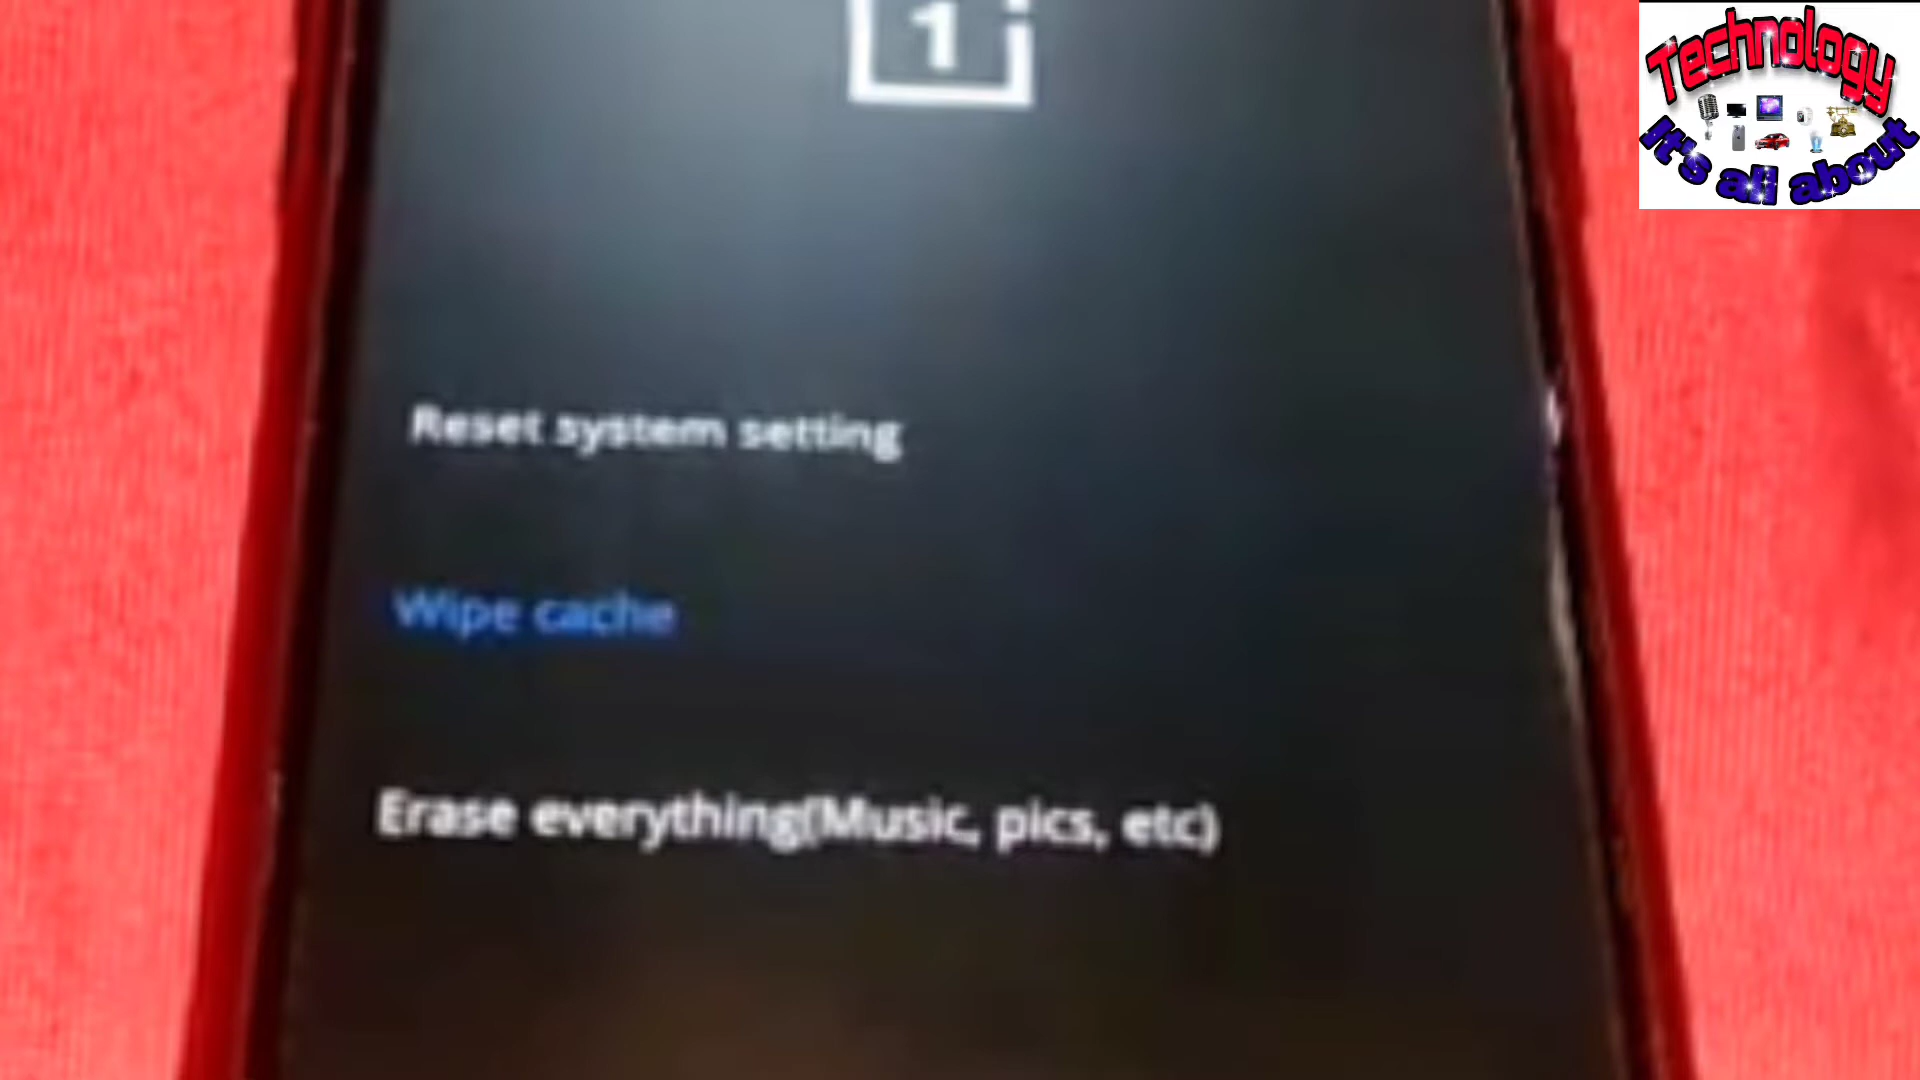 Technology
It's all about
1
Reset system setting
Wipe cache
Erase everything(Music, pics, etc)